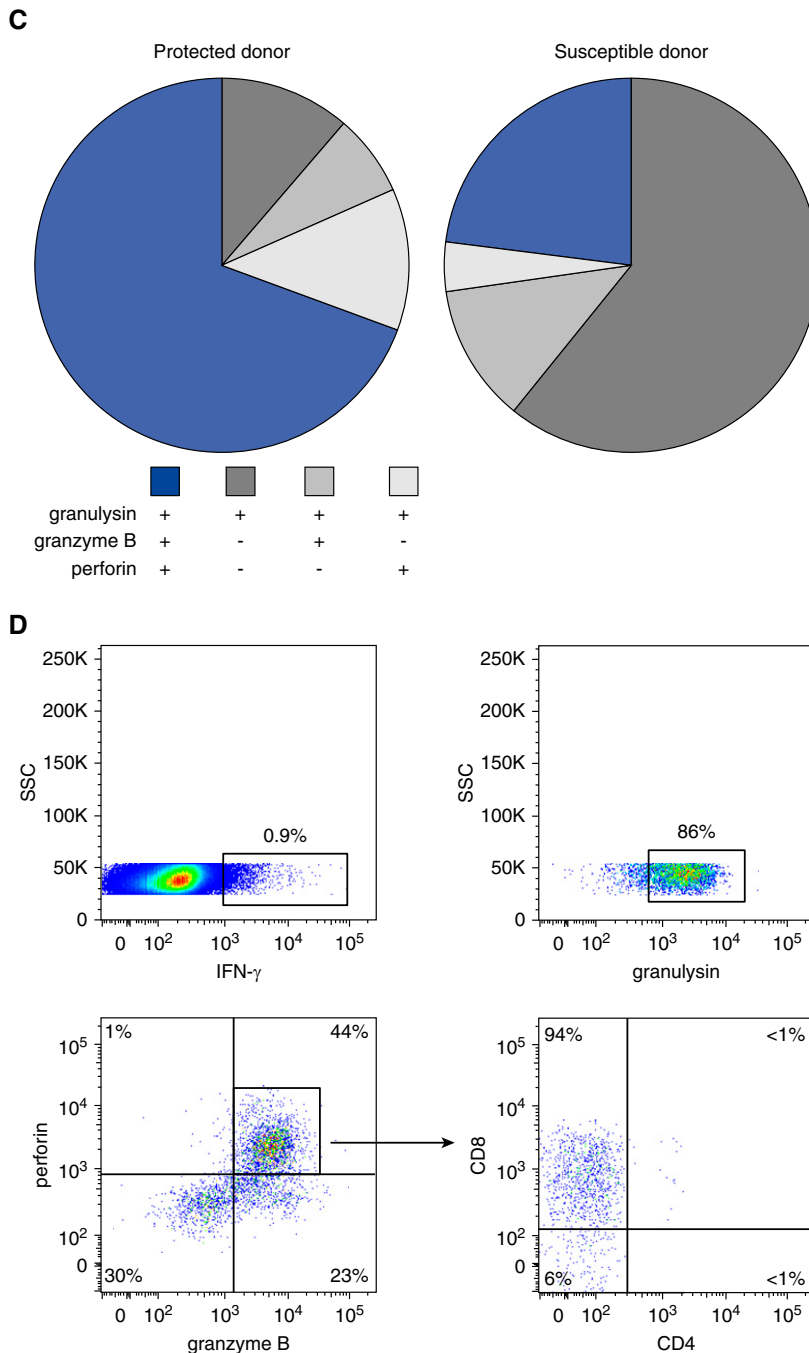 C
Protected donor
Susceptible donor
granulysin + + + +
granzyme B + - + -
perforin + - - +
D
250K
200K
150K
100K
50K
0
SSC
0.9%
0 10² 10³ 10⁴ 10⁵
IFN-γ
250K
200K
150K
100K
50K
0
SSC
86%
0 10² 10³ 10⁴ 10⁵
granulysin
1% 44%
10⁵
10⁴
10³
10²
0
perforin
30% 23%
0 10² 10³ 10⁴ 10⁵
granzyme B
94% <1%
10⁵
10⁴
10³
10²
0
CD8
6% <1%
0 10² 10³ 10⁴ 10⁵
CD4